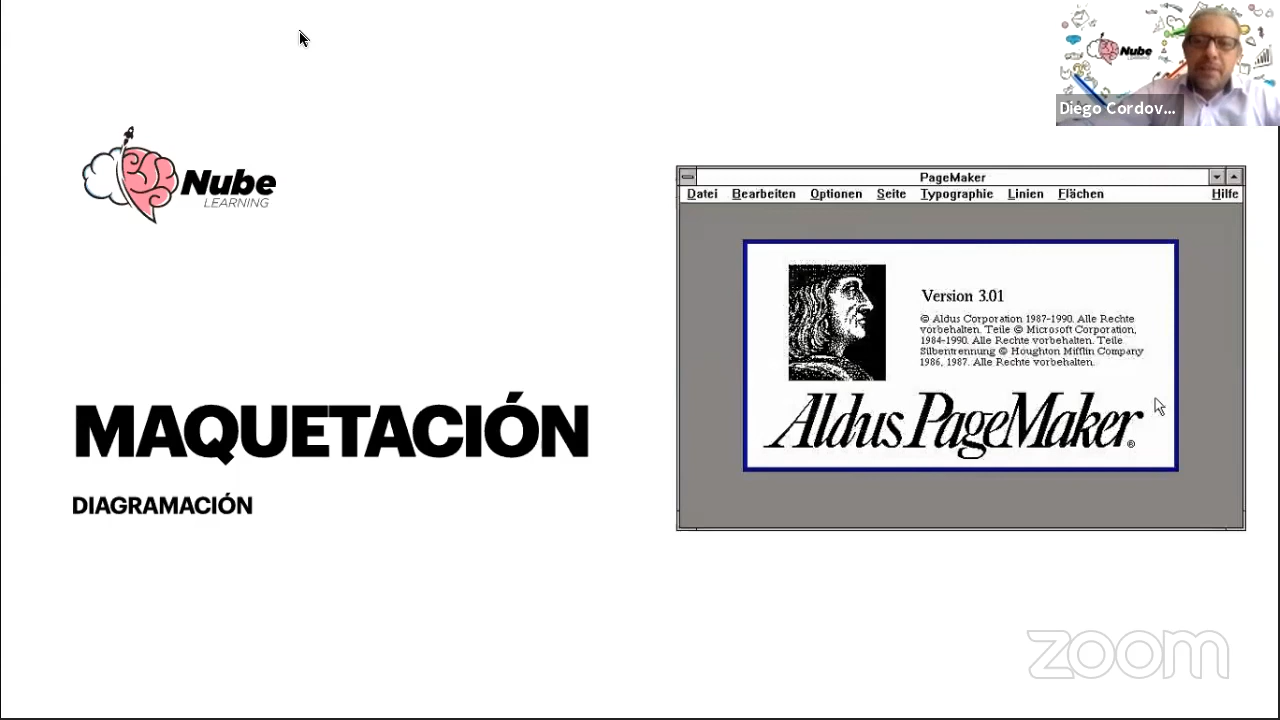 Nube
LEARNING
Diego Cordov...
Nube
LEARNING
MAQUETACIÓN
DIAGRAMACIÓN
PageMaker
Datei Bearbeiten Optionen Seite Typographie Linien Flächen Hilfe
Version 3.01
© Aldus Corporation 1987-1990. Alle Rechte
vorbehalten. Teile © Microsoft Corporation,
1984-1990. Alle Rechte vorbehalten. Teile
Silbentrennung © Houghton Mifflin Company
1986, 1987. Alle Rechte vorbehalten.
Aldus PageMaker®
zoom